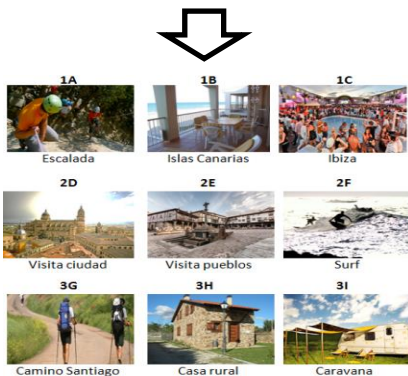 1A 1B 1C
Escalada Islas Canarias Ibiza
2D 2E 2F
Visita ciudad Visita pueblos Surf
3G 3H 3I
Camino Santiago Casa rural Caravana